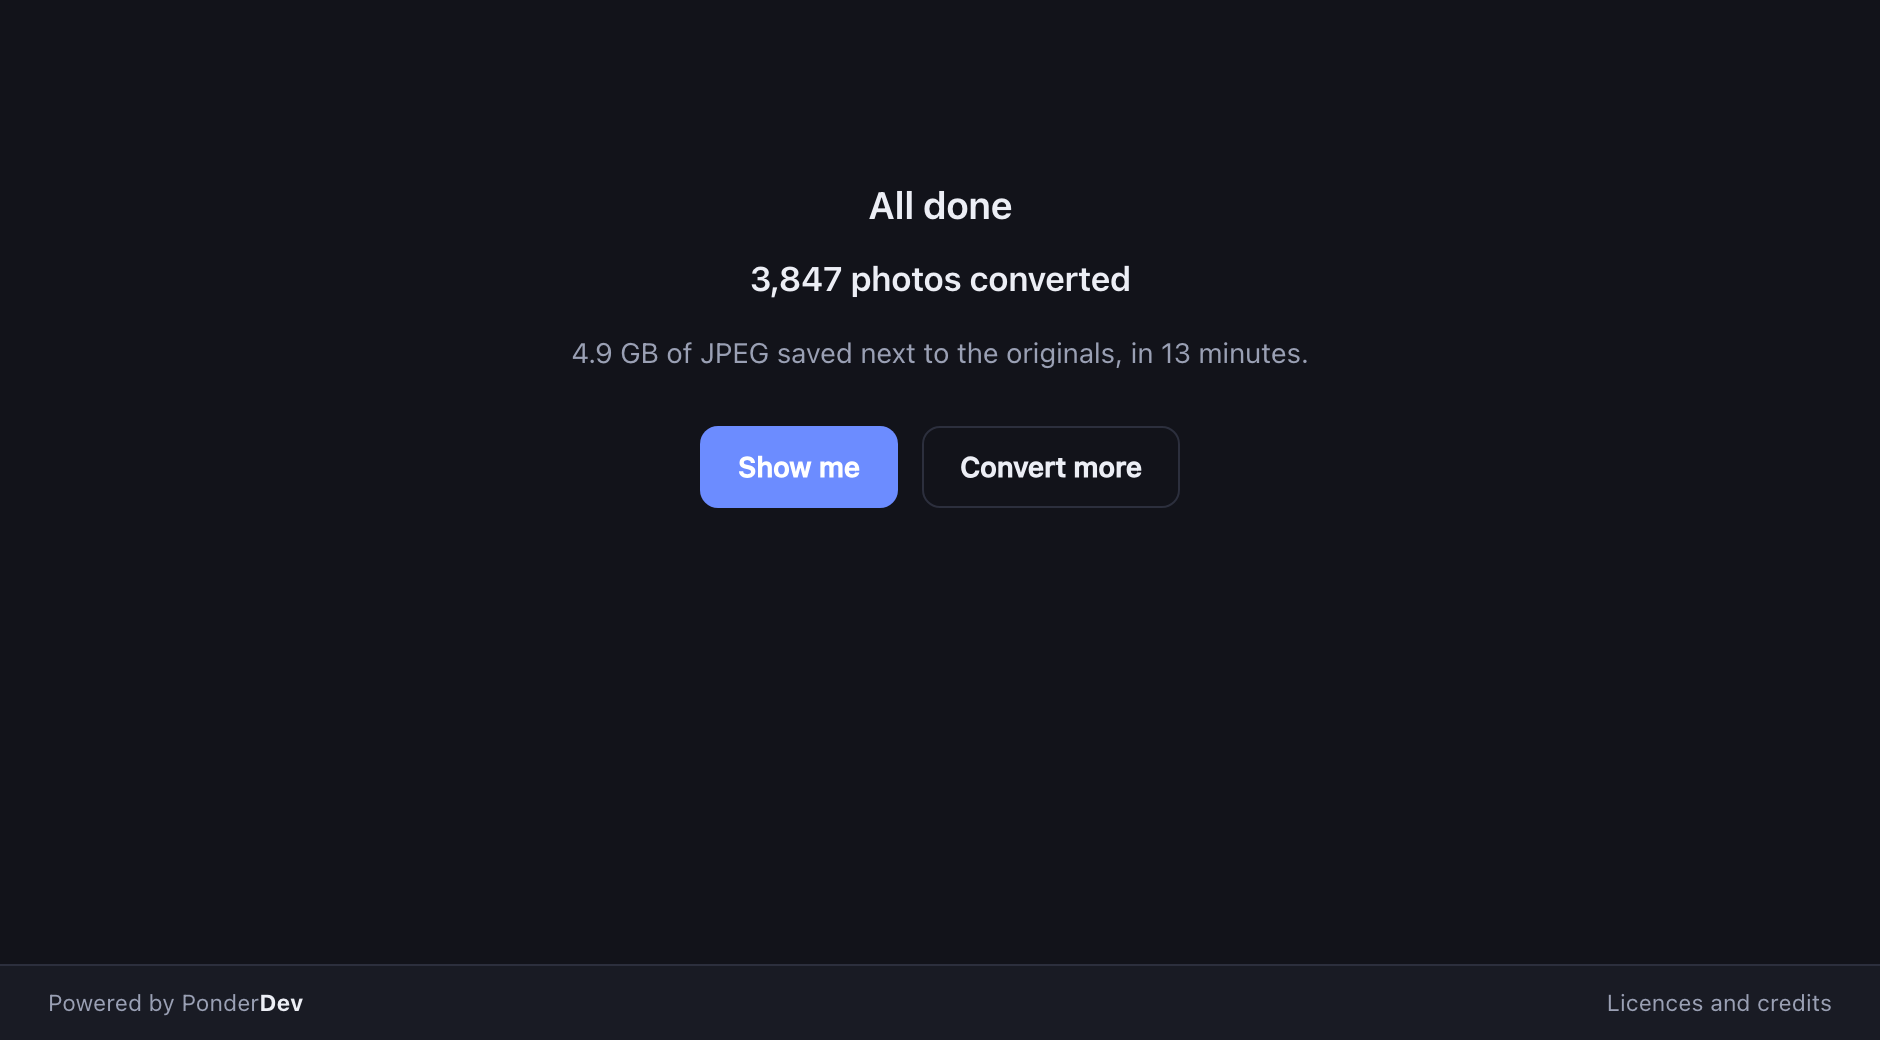 All done
3,847 photos converted
4.9 GB of JPEG saved next to the originals, in 13 minutes.
Show me
Convert more
Powered by PonderDev
Licences and credits